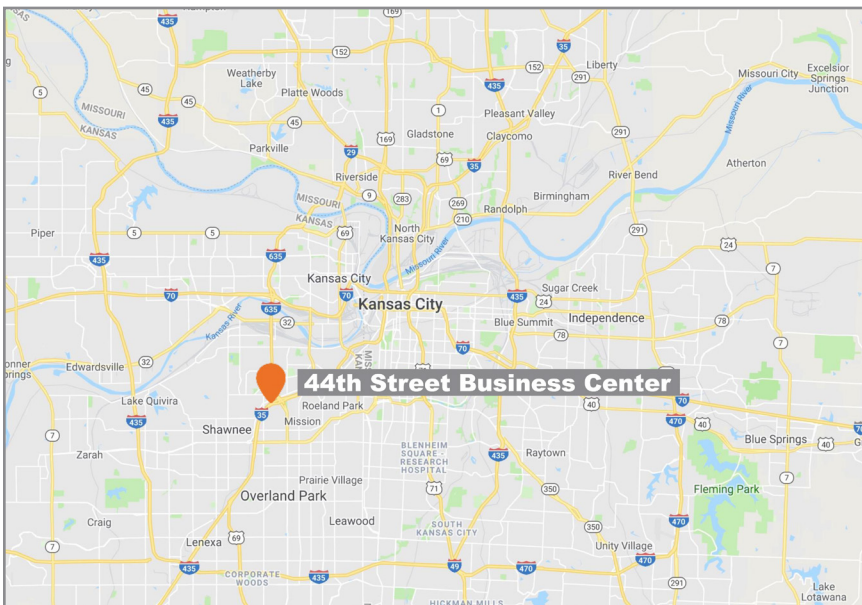 169
435
35
Liberty
152
Excelsior
Springs
Junction
Missouri City
152
291
Weatherby
Lake
5
45
Platte Woods
435
45
1
Pleasant Valley
Missouri River
MISSOURI
KANSAS
435
45
169
Gladstone
Claycomo
291
Parkville
29
69
35
Atherton
Riverside
River Bend
9
283
269
Birmingham
MISSOURI
KANSAS
Randolph
210
Piper
5
5
69
North
Kansas City
291
24
435
635
Missouri River
7
Kansas City
70
70
635
Kansas City
435
Sugar Creek
24
Kansas River
32
Blue Summit
Independence
78
78
70
7
Edwardsville
32
44th Street Business Center
Lake Quivira
35
Roeland Park
40
70
435
Shawnee
Mission
470
40
Blue Springs
40
7
Zarah
BLENHEIM
SQUARE -
RESEARCH
HOSPITAL
435
Raytown
7
Prairie Village
71
350
Fleming Park
Overland Park
Craig
Leawood
SOUTH
KANSAS CITY
350
470
7
Lenexa
69
Unity Village
435
CORPORATE
WOODS
435
49
470
470
291
Lake
Lotawana
HICKMAN MILLS